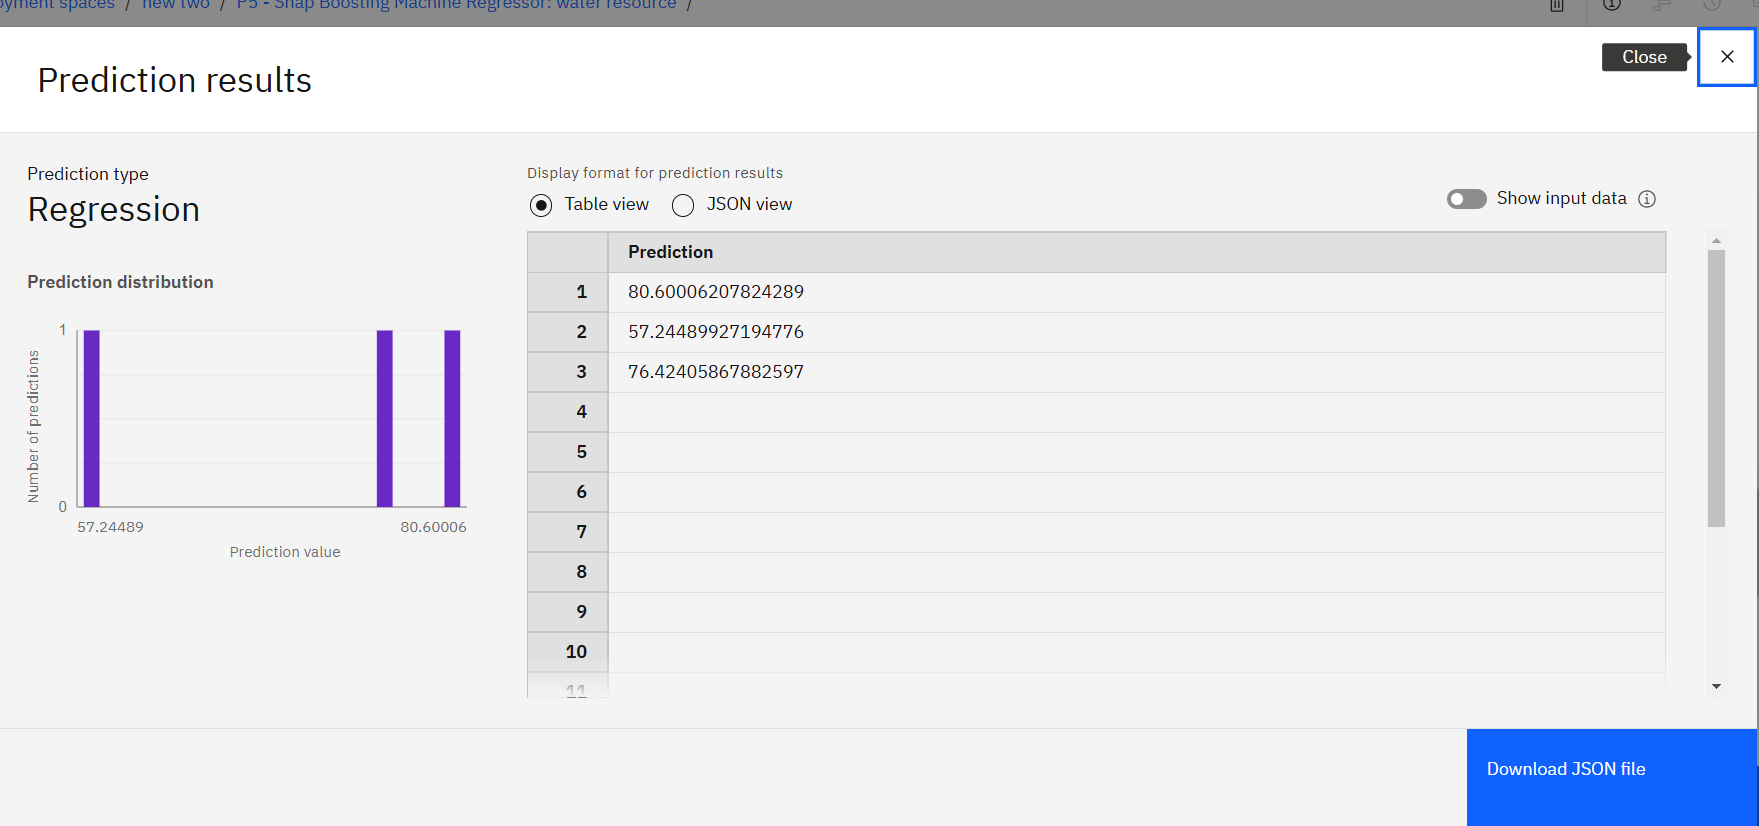 oyment spaces / new two / P5 - Snap Boosting Machine Regressor: water resource /
Prediction results
Close
Prediction type
Regression
Prediction distribution
Number of predictions
1
0
57.24489 80.60006
Prediction value
Display format for prediction results
Table view JSON view
Show input data
Prediction
1 80.60006207824289
2 57.24489927194776
3 76.42405867882597
4
5
6
7
8
9
10
11
Download JSON file